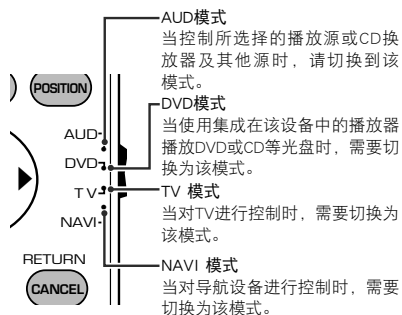 AUD模式
当控制所选择的播放源或CD换
放器及其他源时，请切换到该
模式。
DVD模式
当使用集成在该设备中的播放器
播放DVD或CD等光盘时，需要切
换为该模式。
TV 模式
当对TV进行控制时，需要切换为
该模式。
NAVI 模式
当对导航设备进行控制时，需要
切换为该模式。
POSITION
AUD
DVD
TV
NAVI
RETURN
CANCEL